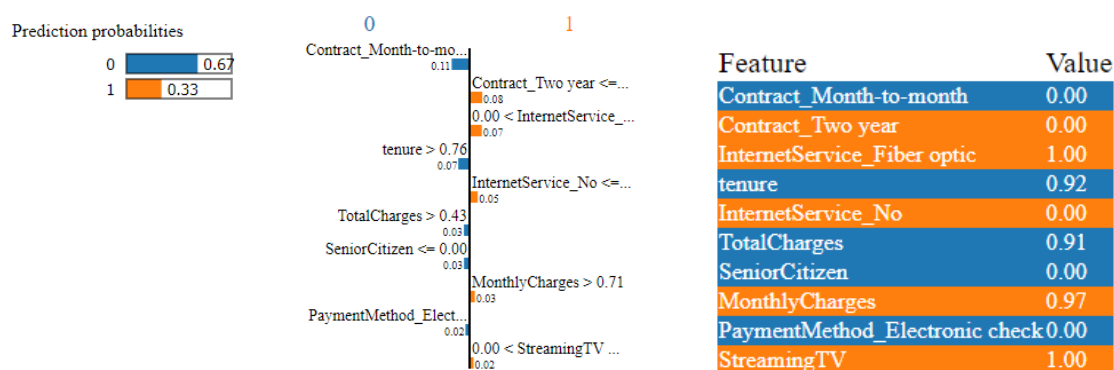 Prediction probabilities
0 0.67
1 0.33
0 1
Contract_Month-to-mo...
0.11
Contract_Two year <=...
0.08
0.00 < InternetService_...
0.07
tenure > 0.76
0.07
InternetService_No <=...
0.05
TotalCharges > 0.43
0.03
SeniorCitizen <= 0.00
0.03
MonthlyCharges > 0.71
0.03
PaymentMethod_Elect...
0.02
0.00 < StreamingTV ...
0.02
Feature Value
Contract_Month-to-month 0.00
Contract_Two year 0.00
InternetService_Fiber optic 1.00
tenure 0.92
InternetService_No 0.00
TotalCharges 0.91
SeniorCitizen 0.00
MonthlyCharges 0.97
PaymentMethod_Electronic check 0.00
StreamingTV 1.00